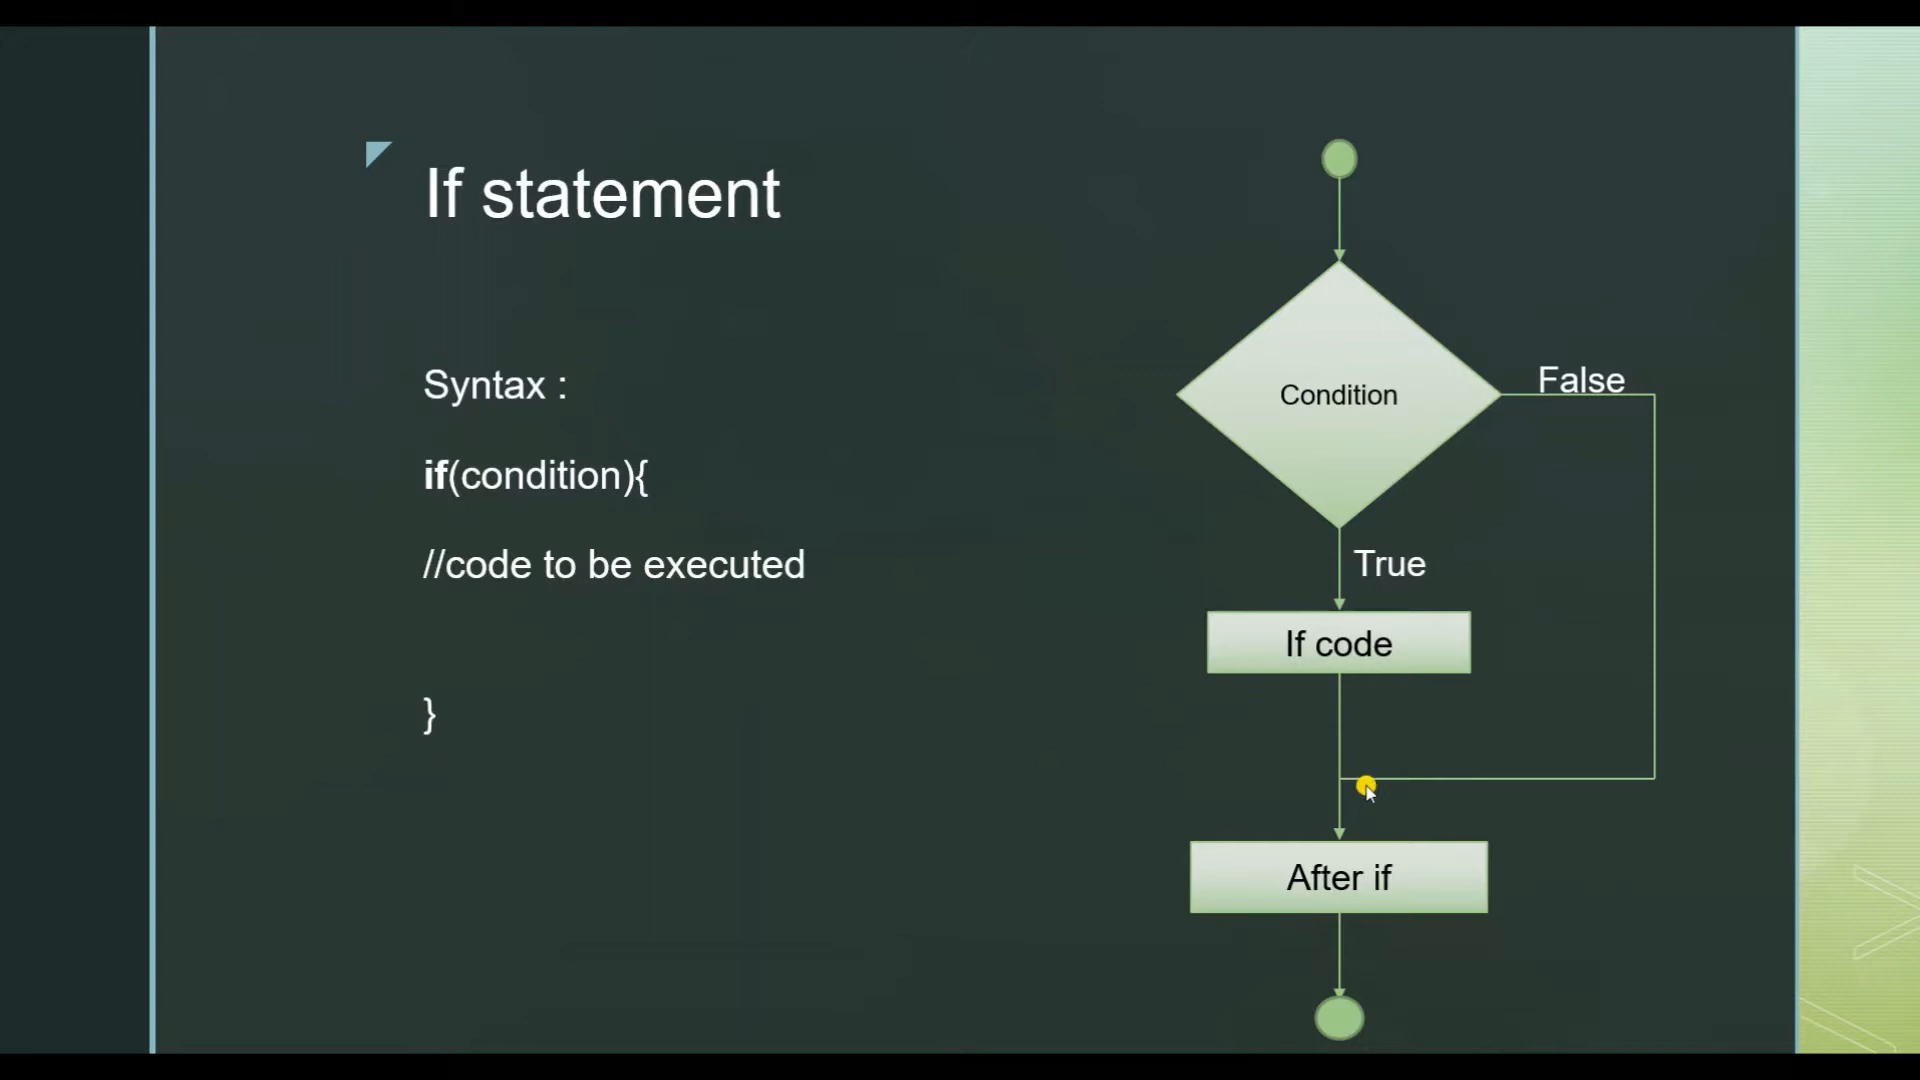 If statement
Syntax :
if(condition){
//code to be executed
}
Condition
False
True
If code
After if